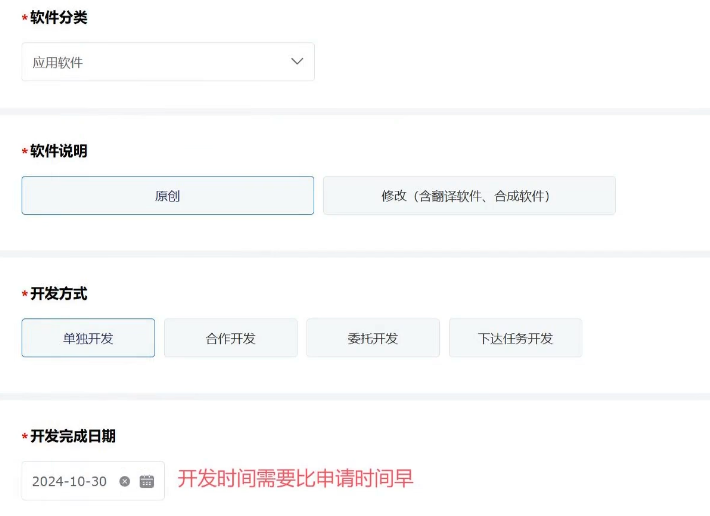 *软件分类
应用软件
*软件说明
原创 修改（含翻译软件、合成软件）
*开发方式
单独开发 合作开发 委托开发 下达任务开发
*开发完成日期
2024-10-30 开发时间需要比申请时间早